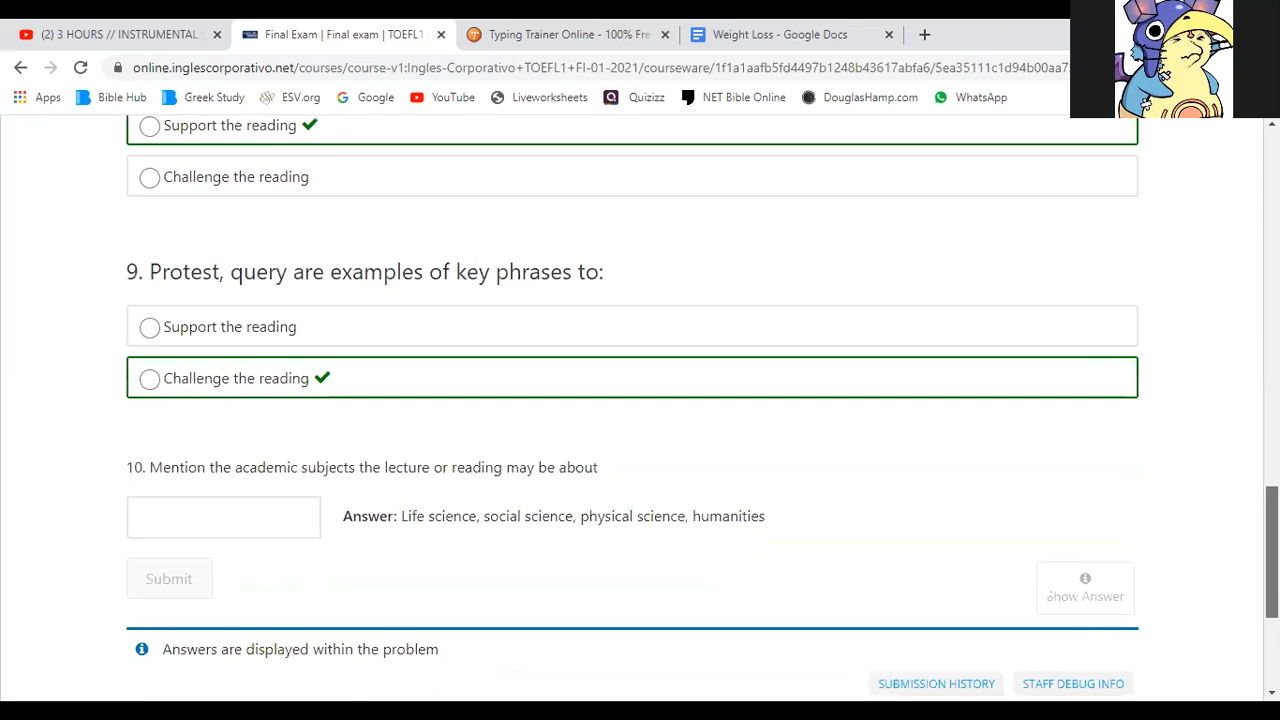 (2) 3 HOURS // INSTRUMENTAL
Final Exam | Final exam | TOEFL1
Typing Trainer Online - 100% Fre
Weight Loss - Google Docs
online.inglescorporativo.net/courses/course-v1:Ingles-Corporativo+TOEFL1+FI-01-2021/courseware/1f1a1aafb5fd4497b1248b43617abfa6/5ea35111c1d94b00aa7
Apps
Bible Hub
Greek Study
ESV.org
Google
YouTube
Liveworksheets
Quizizz
NET Bible Online
DouglasHamp.com
WhatsApp
Support the reading
Challenge the reading
9. Protest, query are examples of key phrases to:
Support the reading
Challenge the reading
10. Mention the academic subjects the lecture or reading may be about
Answer: Life science, social science, physical science, humanities
Submit
Show Answer
Answers are displayed within the problem
SUBMISSION HISTORY
STAFF DEBUG INFO